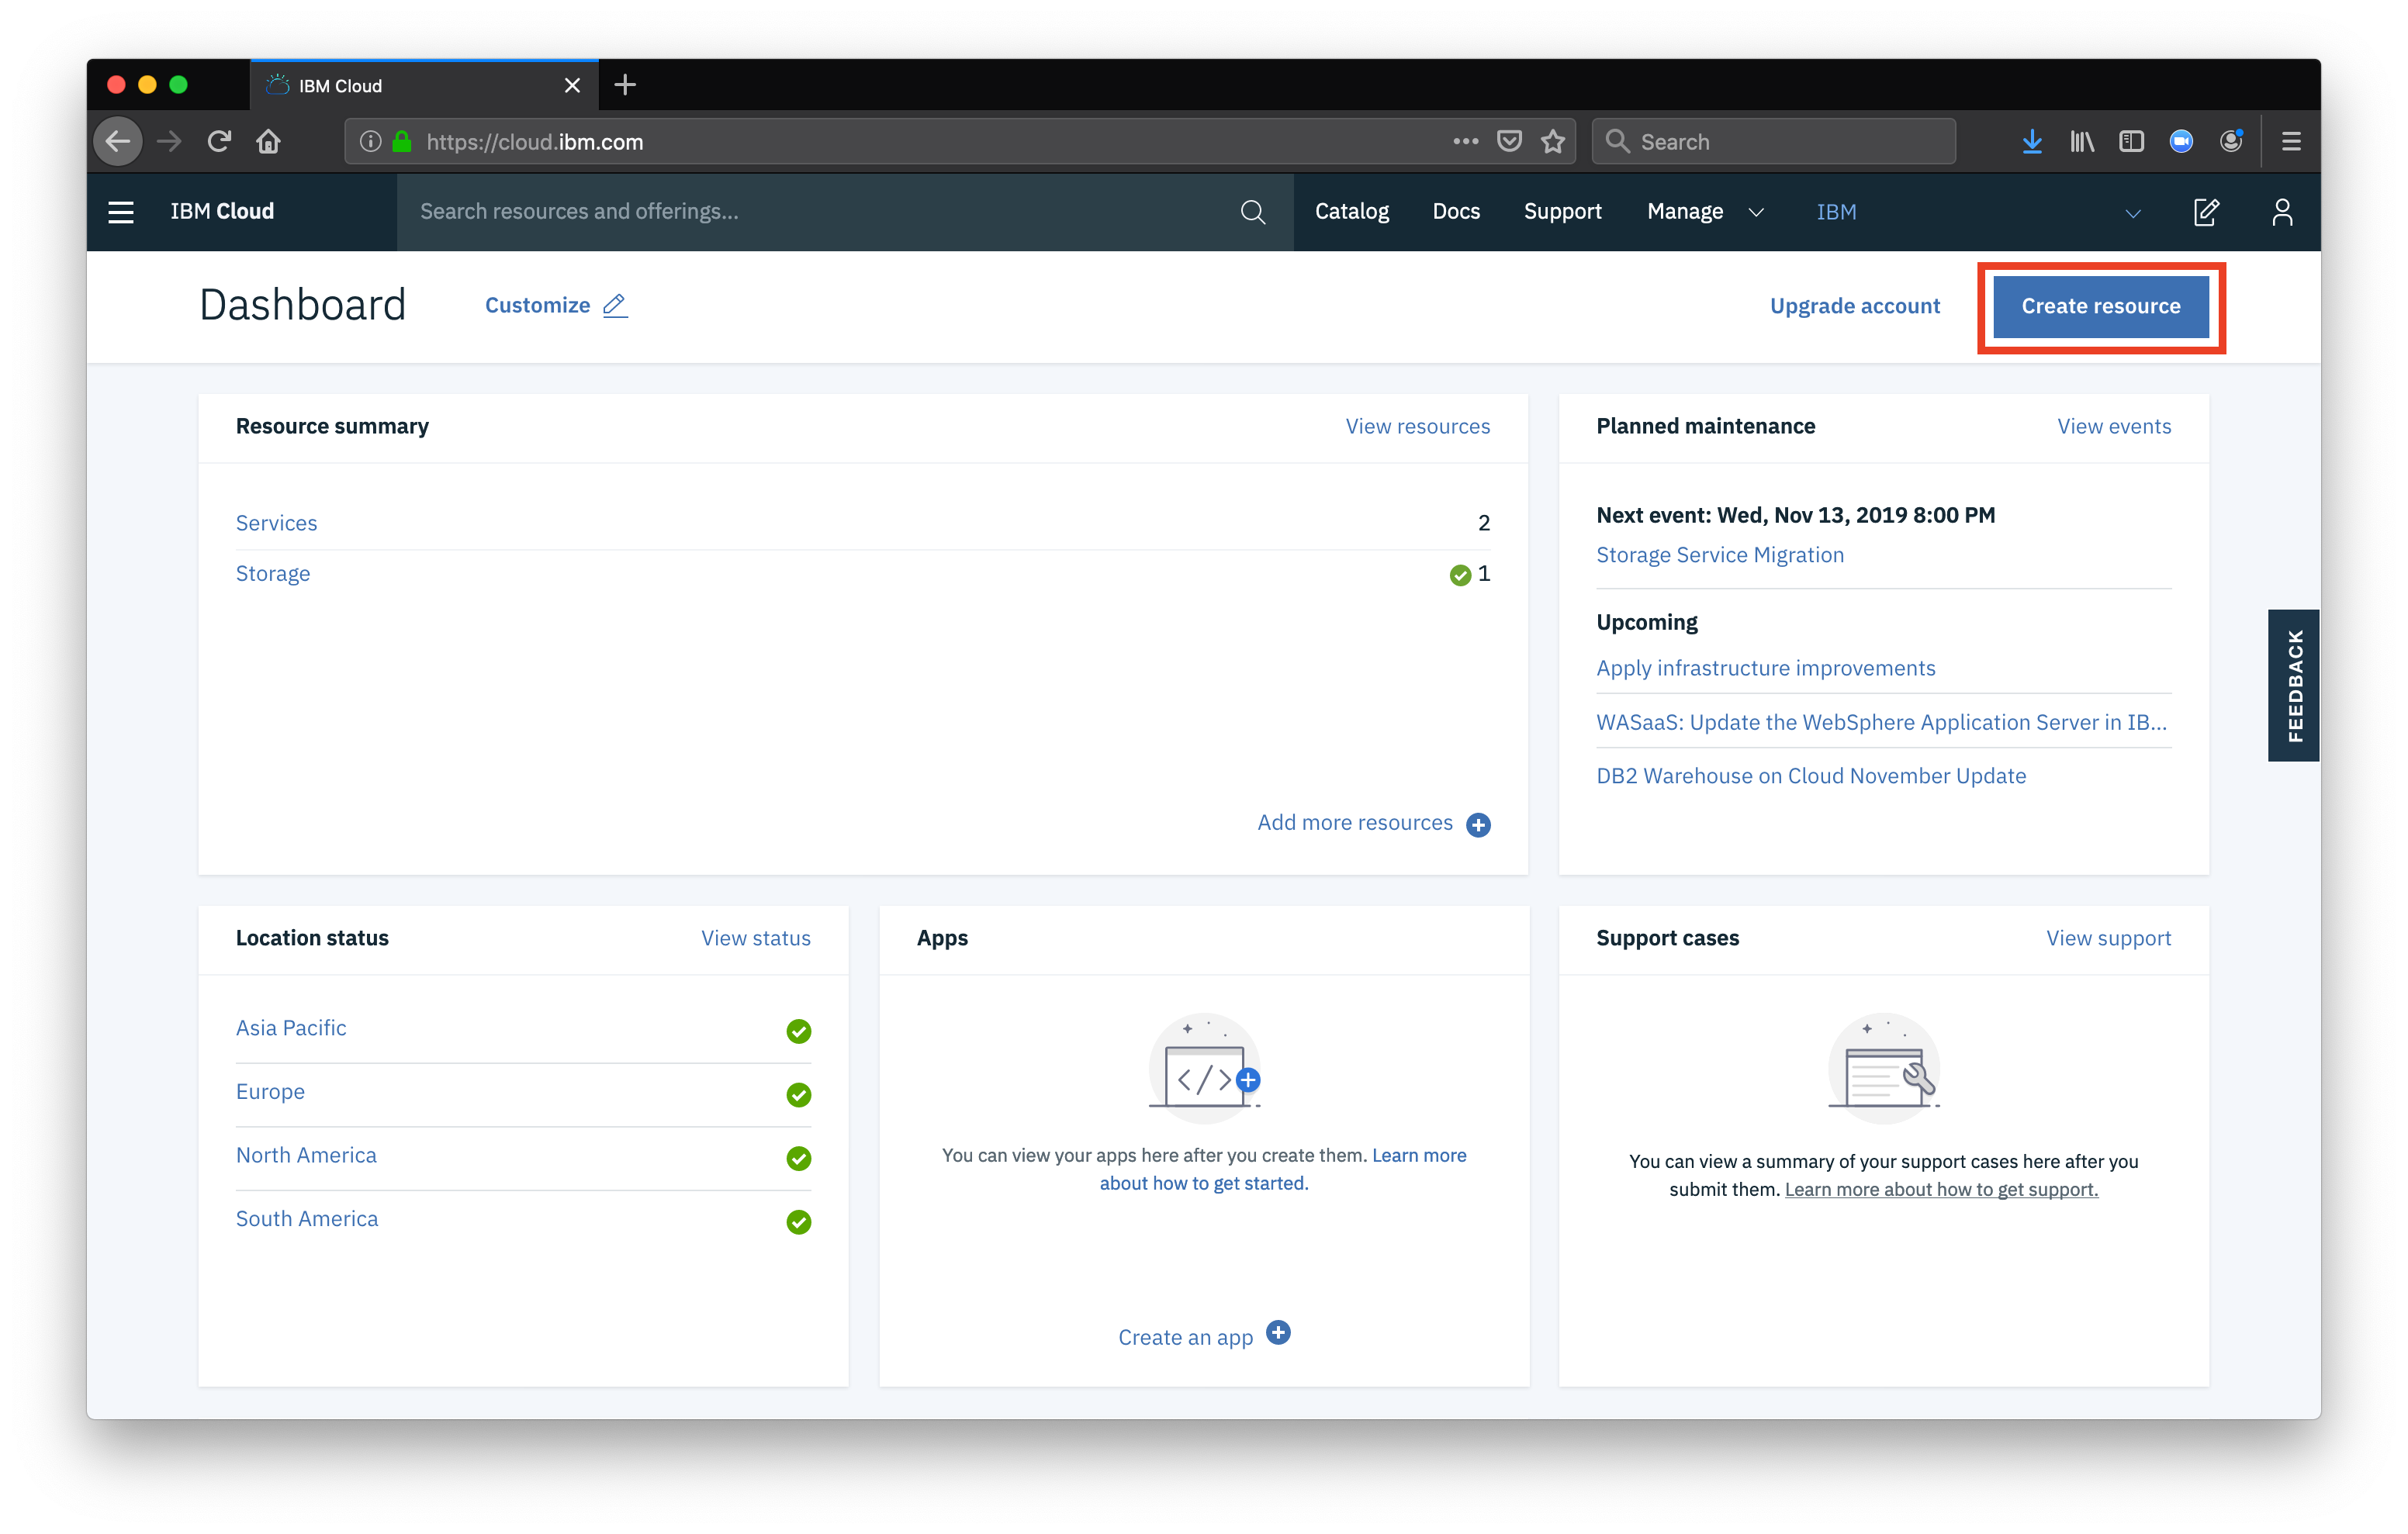 IBM Cloud
https://cloud.ibm.com
Search
IBM Cloud
Search resources and offerings...
Catalog
Docs
Support
Manage
IBM
Dashboard
Customize
Upgrade account
Create resource
Resource summary
View resources
Services
2
Storage
1
Add more resources
Planned maintenance
View events
Next event: Wed, Nov 13, 2019 8:00 PM
Storage Service Migration
Upcoming
Apply infrastructure improvements
WASaaS: Update the WebSphere Application Server in IB...
DB2 Warehouse on Cloud November Update
FEEDBACK
Location status
View status
Asia Pacific
Europe
North America
South America
Apps
</>
You can view your apps here after you create them. Learn more
about how to get started.
Create an app
Support cases
View support
You can view a summary of your support cases here after you
submit them. Learn more about how to get support.